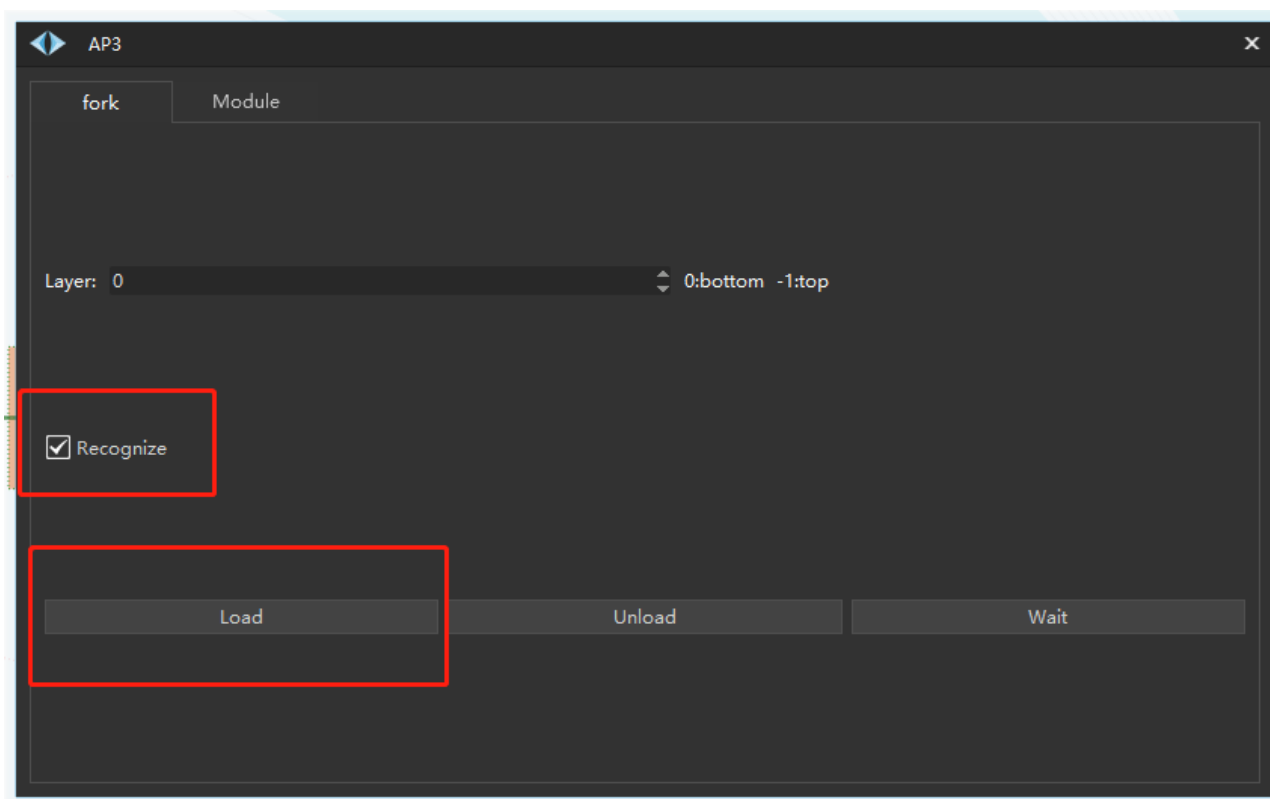 AP3
fork Module
Layer: 0 0:bottom -1:top
Recognize
Load Unload Wait